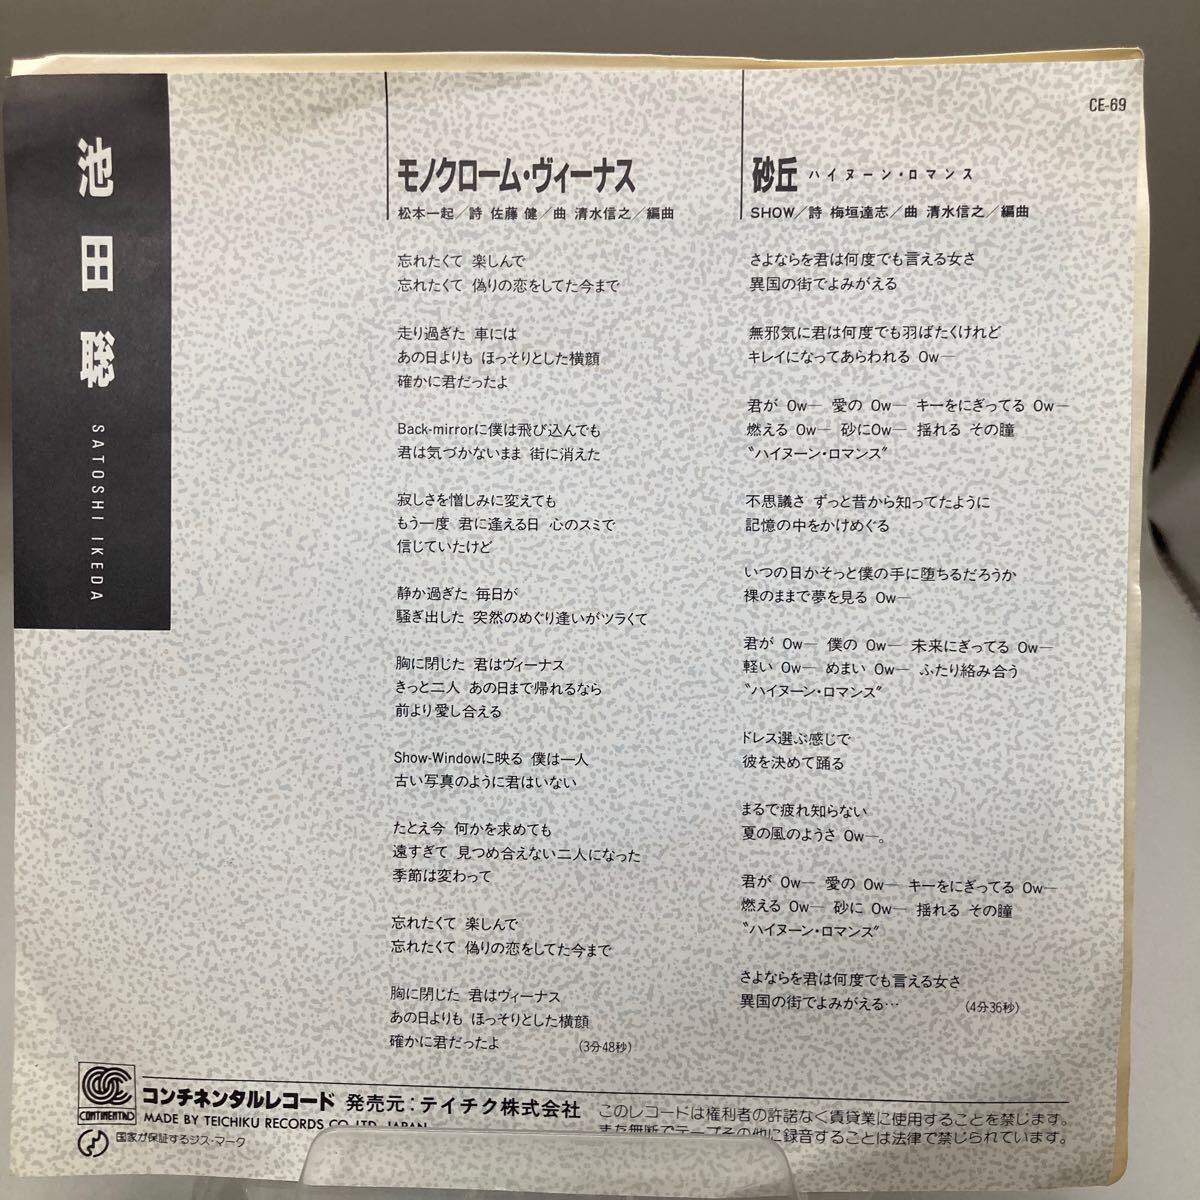 CE-69
池田聡
SATOSHI IKEDA
モノクローム・ヴィーナス
松本一起／詩 佐藤 健／曲 清水信之／編曲
忘れたくて 楽しんで
忘れたくて 偽りの恋をしてた今まで
走り過ぎた 車には
あの日よりも ほっそりとした横顔
確かに君だったよ
Back-mirrorに僕は飛び込んでも
君は気づかないまま 街に消えた
寂しさを憎しみに変えても
もう一度 君に逢える日 心のスミで
信じていたけど
静か過ぎた 毎日が
騒ぎ出した 突然のめぐり逢いがツラくて
胸に閉じた 君はヴィーナス
きっと二人 あの日まで帰れるなら
前より愛し合える
Show-Windowに映る 僕は一人
古い写真のように君はいない
たとえ今 何かを求めても
遠すぎて 見つめ合えない二人になった
季節は変わって
忘れたくて 楽しんで
忘れたくて 偽りの恋をしてた今まで
胸に閉じた 君はヴィーナス
あの日よりも ほっそりとした横顔
確かに君だったよ (3分48秒)
砂丘 ハイヌーン・ロマンス
SHOW／詩 梅垣達志／曲 清水信之／編曲
さよならを君は何度でも言える女さ
異国の街でよみがえる
無邪気に君は何度でも羽ばたくけれど
キレイになってあらわれる Ow—
君が Ow— 愛の Ow— キーをにぎってる Ow—
燃える Ow— 砂にOw— 揺れる その瞳
〝ハイヌーン・ロマンス〟
不思議さ ずっと昔から知ってたように
記憶の中をかけめぐる
いつの日かそっと僕の手に堕ちるだろうか
裸のままで夢を見る Ow—
君が Ow— 僕の Ow— 未来にぎってる Ow—
軽い Ow— めまい Ow— ふたり絡み合う
〝ハイヌーン・ロマンス〟
ドレス選ぶ感じで
彼を決めて踊る
まるで疲れ知らない
夏の風のようさ Ow—。
君が Ow— 愛の Ow— キーをにぎってる Ow—
燃える Ow— 砂に Ow— 揺れる その瞳
〝ハイヌーン・ロマンス〟
さよならを君は何度でも言える女さ
異国の街でよみがえる… (4分36秒)
CONTINENTAL
コンチネンタルレコード 発売元：テイチク株式会社
MADE BY TEICHIKU RECORDS CO., LTD. JAPAN
国家が保証するジス・マーク
このレコードは権利者の許諾なく賃貸業に使用することを禁じます。
また無断でテープその他に録音することは法律で禁じられています。